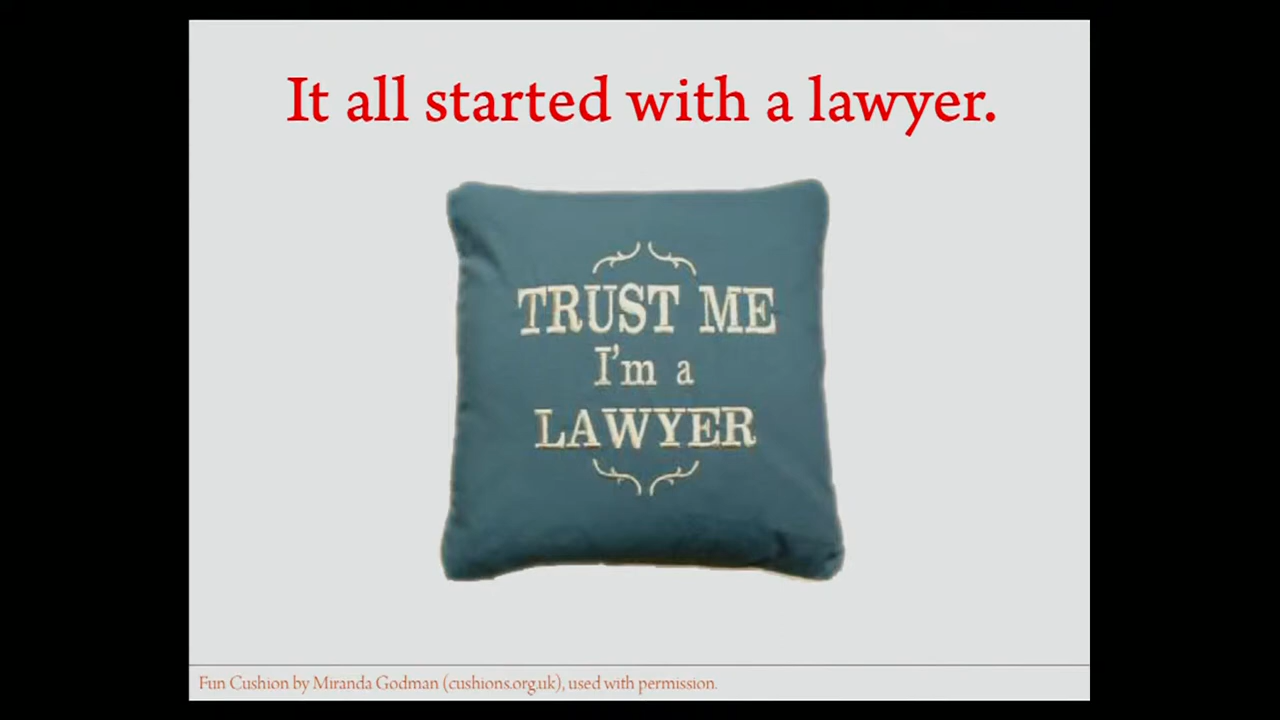 It all started with a lawyer.
TRUST ME
I'm a
LAWYER
Fun Cushion by Miranda Godman (cushions.org.uk), used with permission.